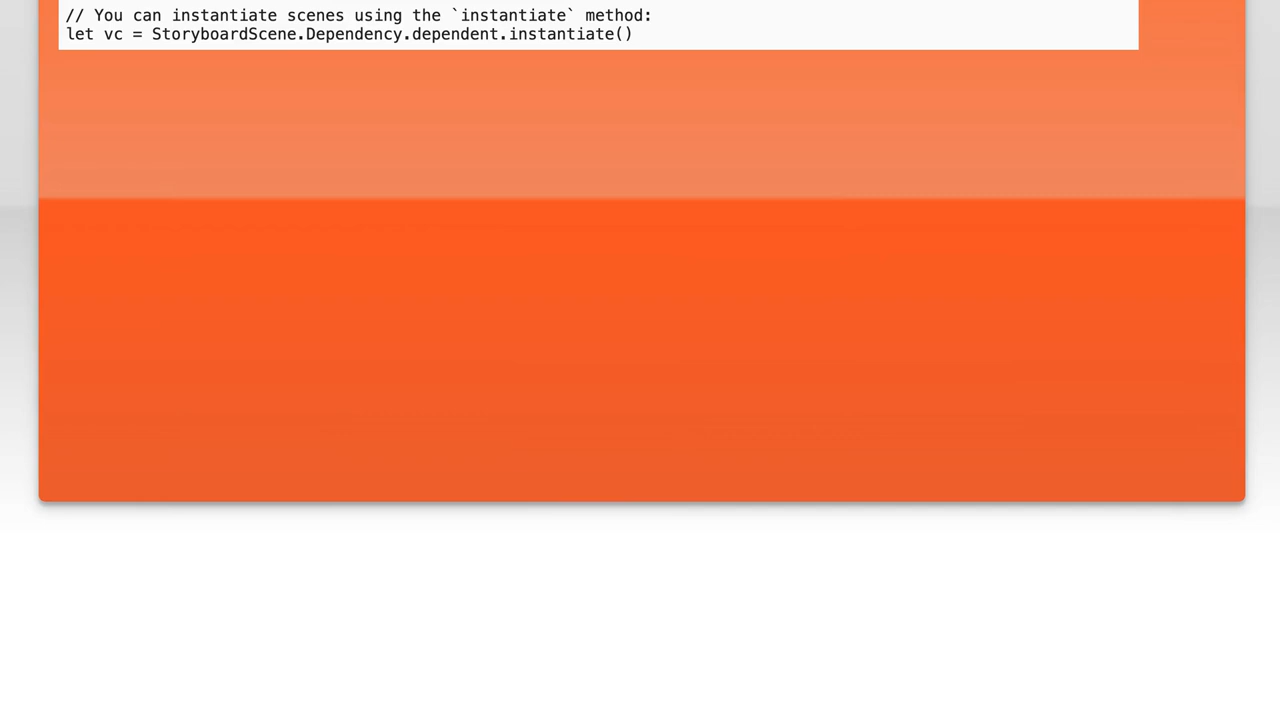 // You can instantiate scenes using the `instantiate` method:
let vc = StoryboardScene.Dependency.dependent.instantiate()